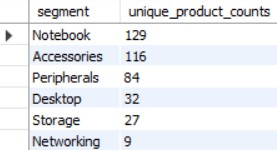 segment unique_product_counts
Notebook 129
Accessories 116
Peripherals 84
Desktop 32
Storage 27
Networking 9